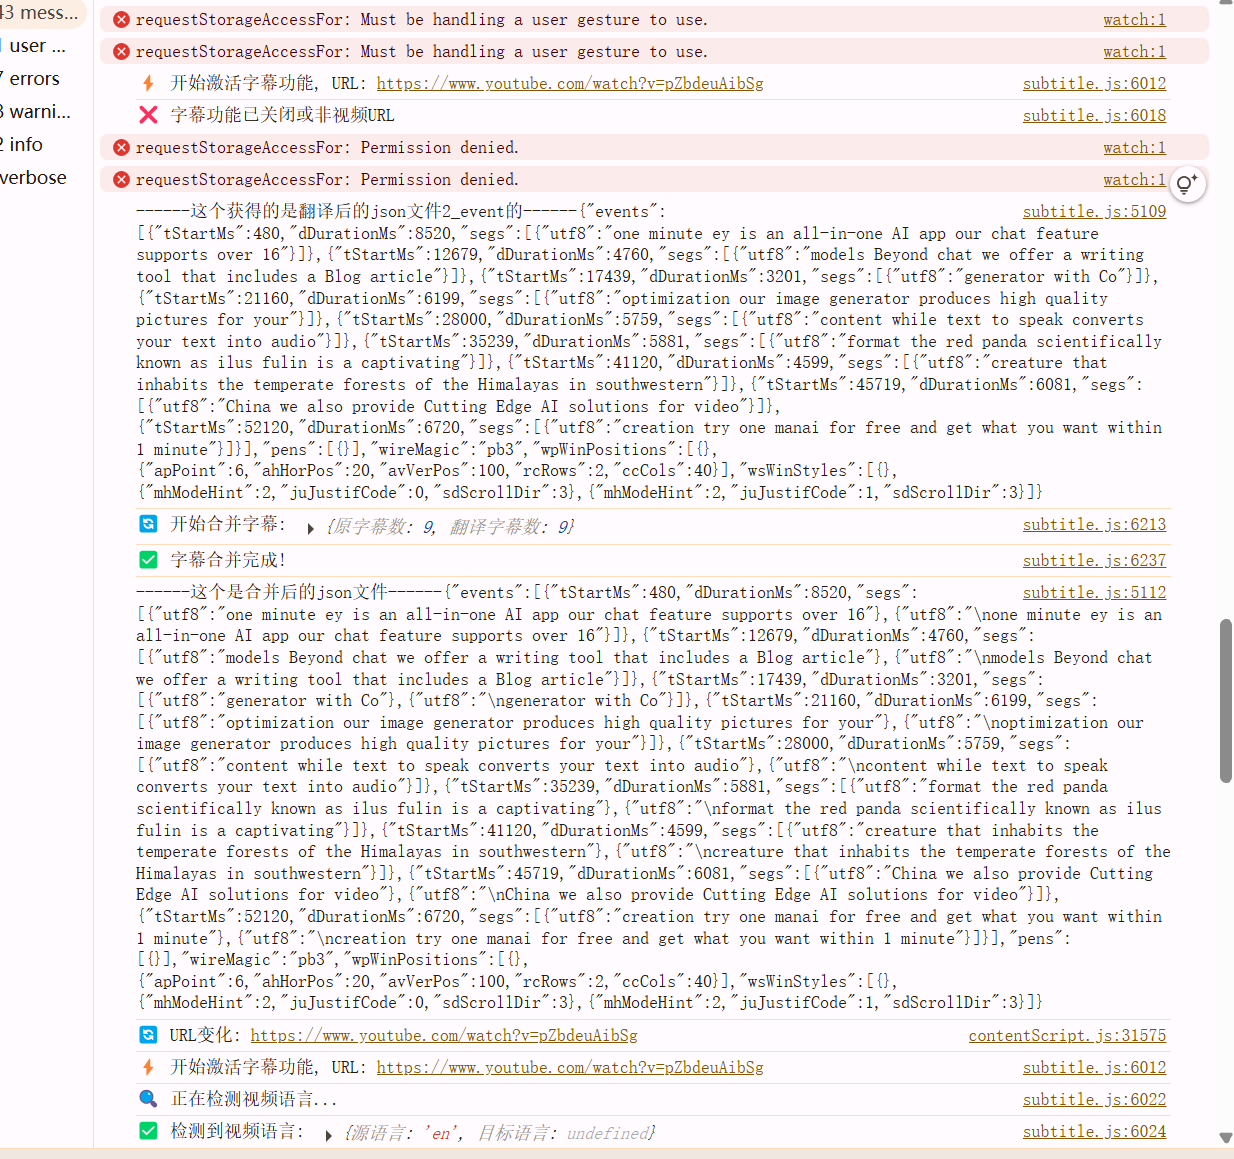 43 mess...
user ...
7 errors
3 warni...
2 info
verbose
requestStorageAccessFor: Must be handling a user gesture to use. watch:1
requestStorageAccessFor: Must be handling a user gesture to use. watch:1
开始激活字幕功能, URL: https://www.youtube.com/watch?v=pZbdeuAibSg subtitle.js:6012
字幕功能已关闭或非视频URL subtitle.js:6018
requestStorageAccessFor: Permission denied. watch:1
requestStorageAccessFor: Permission denied. watch:1
------这个获得的是翻译后的json文件2_event的------{"events": subtitle.js:5109
[{"tStartMs":480,"dDurationMs":8520,"segs":[{"utf8":"one minute ey is an all-in-one AI app our chat feature
supports over 16"}]},{"tStartMs":12679,"dDurationMs":4760,"segs":[{"utf8":"models Beyond chat we offer a writing
tool that includes a Blog article"}]},{"tStartMs":17439,"dDurationMs":3201,"segs":[{"utf8":"generator with Co"}]},
{"tStartMs":21160,"dDurationMs":6199,"segs":[{"utf8":"optimization our image generator produces high quality
pictures for your"}]},{"tStartMs":28000,"dDurationMs":5759,"segs":[{"utf8":"content while text to speak converts
your text into audio"}]},{"tStartMs":35239,"dDurationMs":5881,"segs":[{"utf8":"format the red panda scientifically
known as ilus fulin is a captivating"}]},{"tStartMs":41120,"dDurationMs":4599,"segs":[{"utf8":"creature that
inhabits the temperate forests of the Himalayas in southwestern"}]},{"tStartMs":45719,"dDurationMs":6081,"segs":
[{"utf8":"China we also provide Cutting Edge AI solutions for video"}]},
{"tStartMs":52120,"dDurationMs":6720,"segs":[{"utf8":"creation try one manai for free and get what you want within
1 minute"}]}],"pens":[{}],"wireMagic":"pb3","wpWinPositions":[{},
{"apPoint":6,"ahHorPos":20,"avVerPos":100,"rcRows":2,"ccCols":40}],"wsWinStyles":[{},
{"mhModeHint":2,"juJustifCode":0,"sdScrollDir":3},{"mhModeHint":2,"juJustifCode":1,"sdScrollDir":3}]}
开始合并字幕: {原字幕数: 9, 翻译字幕数: 9} subtitle.js:6213
字幕合并完成! subtitle.js:6237
------这个是合并后的json文件------{"events":[{"tStartMs":480,"dDurationMs":8520,"segs": subtitle.js:5112
[{"utf8":"one minute ey is an all-in-one AI app our chat feature supports over 16"},{"utf8":"\none minute ey is an
all-in-one AI app our chat feature supports over 16"}]},{"tStartMs":12679,"dDurationMs":4760,"segs":
[{"utf8":"models Beyond chat we offer a writing tool that includes a Blog article"},{"utf8":"\nmodels Beyond chat
we offer a writing tool that includes a Blog article"}]},{"tStartMs":17439,"dDurationMs":3201,"segs":
[{"utf8":"generator with Co"},{"utf8":"\ngenerator with Co"}]},{"tStartMs":21160,"dDurationMs":6199,"segs":
[{"utf8":"optimization our image generator produces high quality pictures for your"},{"utf8":"\noptimization our
image generator produces high quality pictures for your"}]},{"tStartMs":28000,"dDurationMs":5759,"segs":
[{"utf8":"content while text to speak converts your text into audio"},{"utf8":"\ncontent while text to speak
converts your text into audio"}]},{"tStartMs":35239,"dDurationMs":5881,"segs":[{"utf8":"format the red panda
scientifically known as ilus fulin is a captivating"},{"utf8":"\nformat the red panda scientifically known as ilus
fulin is a captivating"}]},{"tStartMs":41120,"dDurationMs":4599,"segs":[{"utf8":"creature that inhabits the
temperate forests of the Himalayas in southwestern"},{"utf8":"\ncreature that inhabits the temperate forests of the
Himalayas in southwestern"}]},{"tStartMs":45719,"dDurationMs":6081,"segs":[{"utf8":"China we also provide Cutting
Edge AI solutions for video"},{"utf8":"\nChina we also provide Cutting Edge AI solutions for video"}]},
{"tStartMs":52120,"dDurationMs":6720,"segs":[{"utf8":"creation try one manai for free and get what you want within
1 minute"},{"utf8":"\ncreation try one manai for free and get what you want within 1 minute"}]}],"pens":
[{}],"wireMagic":"pb3","wpWinPositions":[{},
{"apPoint":6,"ahHorPos":20,"avVerPos":100,"rcRows":2,"ccCols":40}],"wsWinStyles":[{},
{"mhModeHint":2,"juJustifCode":0,"sdScrollDir":3},{"mhModeHint":2,"juJustifCode":1,"sdScrollDir":3}]}
URL变化: https://www.youtube.com/watch?v=pZbdeuAibSg contentScript.js:31575
开始激活字幕功能, URL: https://www.youtube.com/watch?v=pZbdeuAibSg subtitle.js:6012
正在检测视频语言... subtitle.js:6022
检测到视频语言: {源语言: 'en', 目标语言: undefined} subtitle.js:6024